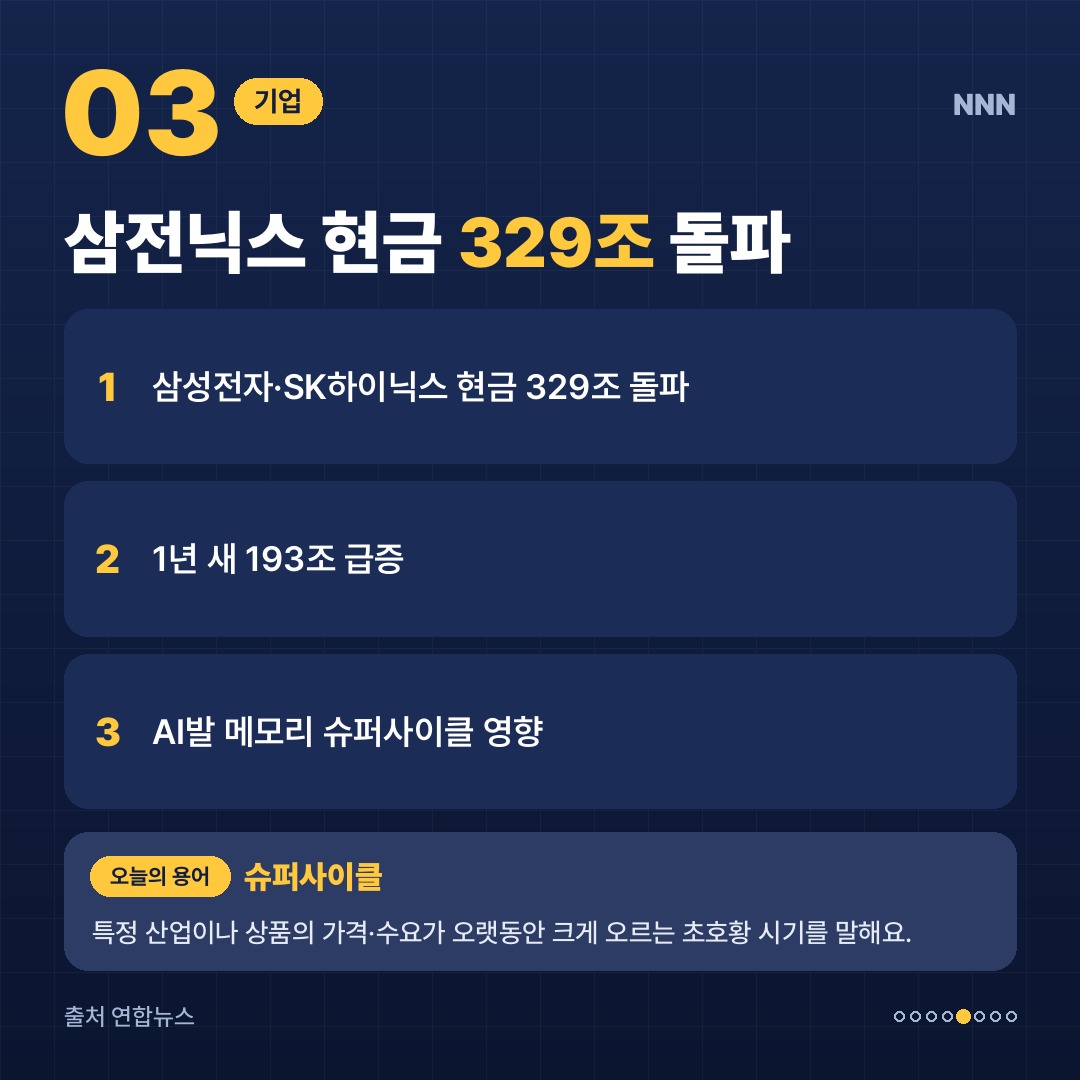 03 기업
NNN
삼전닉스 현금 329조 돌파
1 삼성전자·SK하이닉스 현금 329조 돌파
2 1년 새 193조 급증
3 AI발 메모리 슈퍼사이클 영향
오늘의 용어 슈퍼사이클
특정 산업이나 상품의 가격·수요가 오랫동안 크게 오르는 초호황 시기를 말해요.
출처 연합뉴스